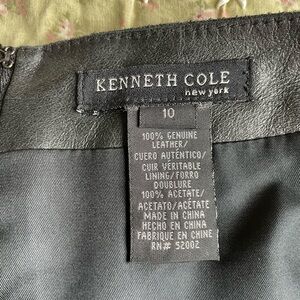 KENNETH COLE
new york
10
100% GENUINE
LEATHER/
CUERO AUTÉNTICO/
CUIR VÉRITABLE
LINING/FORRO
DOUBLURE
100% ACETATE/
ACETATO/ACÉTATE
MADE IN CHINA
HECHO EN CHINA
FABRIQUE EN CHINE
RN# 52002